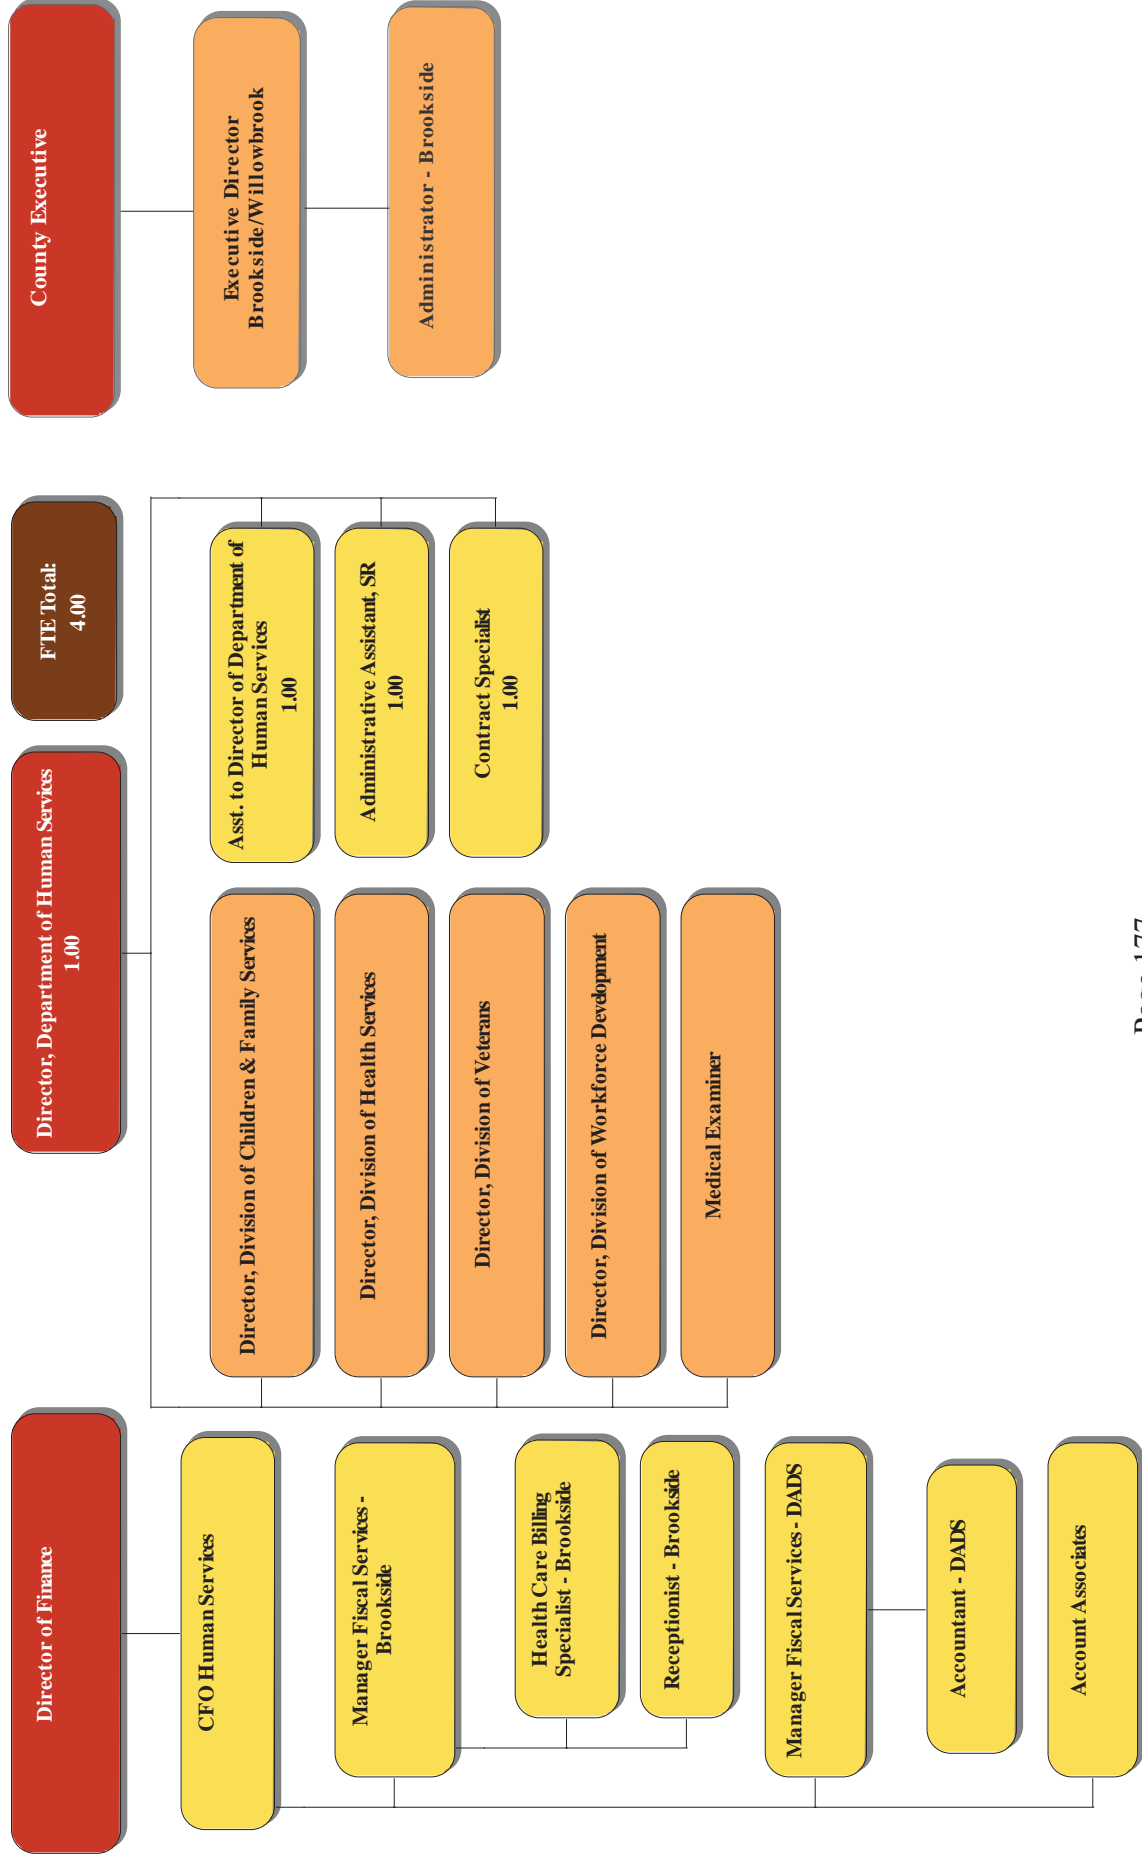 Director of Finance
CFO Human Services
Manager Fiscal Services -
Brookside
Health Care Billing
Specialist - Brookside
Receptionist - Brookside
Manager Fiscal Services - DADS
Accountant - DADS
Account Associates
Director, Department of Human Services
1.00
Director, Division of Children & Family Services
Director, Division of Health Services
Director, Division of Veterans
Director, Division of Workforce Development
Medical Examiner
FTE Total:
4.00
Asst. to Director of Department of
Human Services
1.00
Administrative Assistant, SR
1.00
Contract Specialist
1.00
County Executive
Executive Director
Brookside/Willowbrook
Administrator - Brookside
Page 177